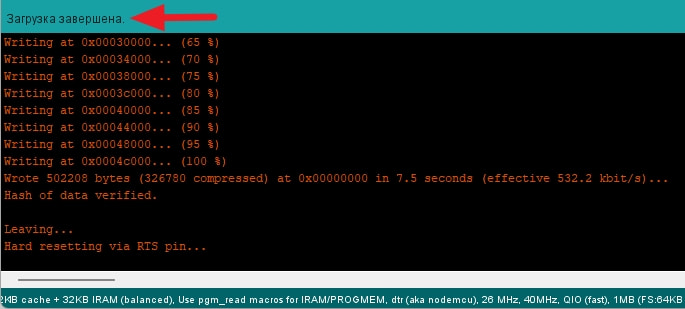 Загрузка завершена.
Writing at 0x00030000... (65 %)
Writing at 0x00034000... (70 %)
Writing at 0x00038000... (75 %)
Writing at 0x0003c000... (80 %)
Writing at 0x00040000... (85 %)
Writing at 0x00044000... (90 %)
Writing at 0x00048000... (95 %)
Writing at 0x0004c000... (100 %)
Wrote 502208 bytes (326780 compressed) at 0x00000000 in 7.5 seconds (effective 532.2 kbit/s)...
Hash of data verified.
Leaving...
Hard resetting via RTS pin...
cache + 32KB IRAM (balanced), Use pgm_read macros for IRAM/PROGMEM, dtr (aka nodemcu), 26 MHz, 40MHz, QIO (fast), 1MB (FS:64KB